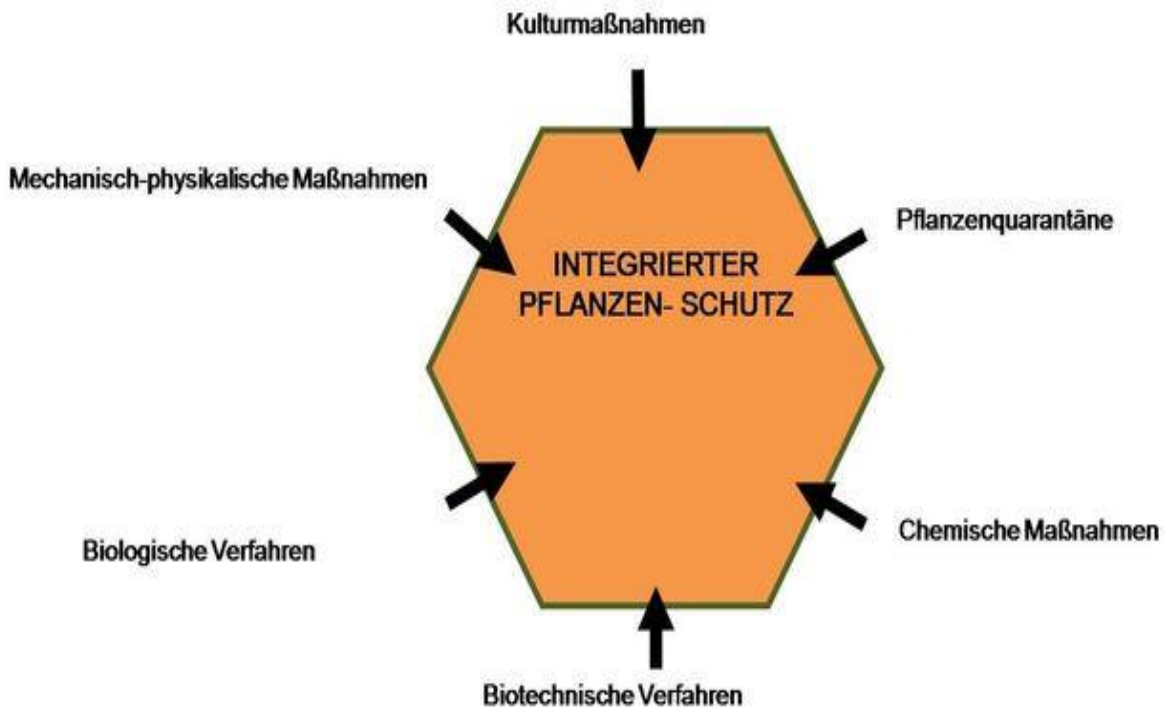 Kulturmaßnahmen
Mechanisch-physikalische Maßnahmen
Pflanzenquarantäne
INTEGRIERTER
PFLANZEN- SCHUTZ
Biologische Verfahren
Chemische Maßnahmen
Biotechnische Verfahren